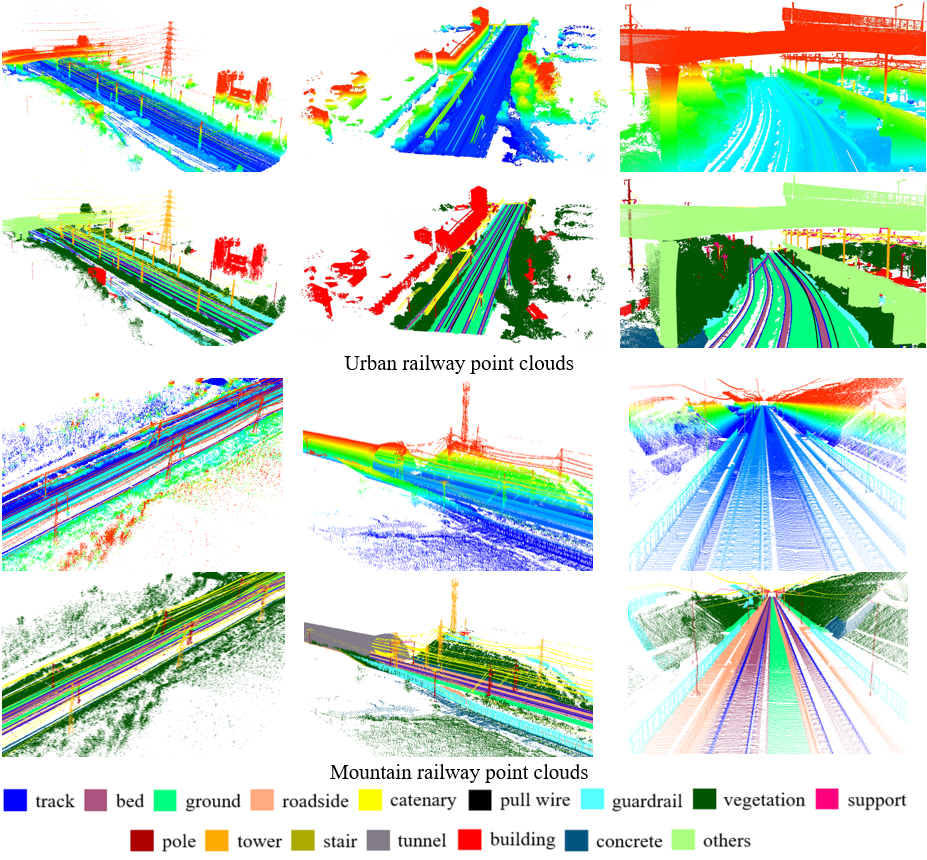 Urban railway point clouds
Mountain railway point clouds
track bed ground roadside catenary pull wire guardrail vegetation support
pole tower stair tunnel building concrete others